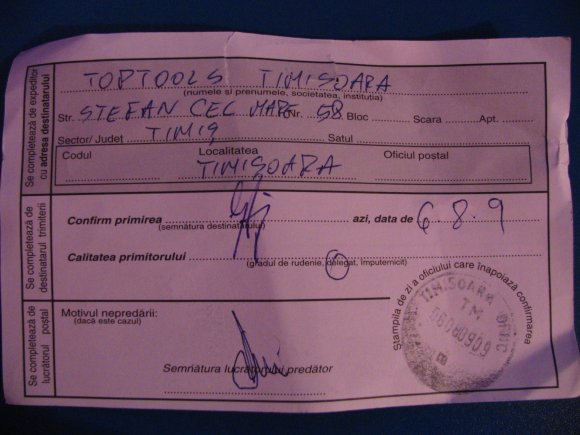 Se completează de expeditor
cu adresa destinatarului
TOPTOOLS TIMISOARA
(numele și prenumele, societatea, instituția)
Str. STEFAN CEL MARE Nr. 58 Bloc Scara Apt.
Sector/ Județ TIMIȘ Satul
Codul Localitatea Oficiul poștal
TIMISOARA
Se completează de
destinatarul trimiterii
Confirm primirea azi, data de 6.8.9
(semnătura destinatarului)
Calitatea primitorului
(gradul de rudenie, delegat, împuternicit)
Se completează de
lucrătorul poștal
Motivul nepredării:
(dacă este cazul)
Semnătura lucrătorului predător
Ștampila de zi a oficiului care înapoiază confirmarea
TIMISOARA
TM